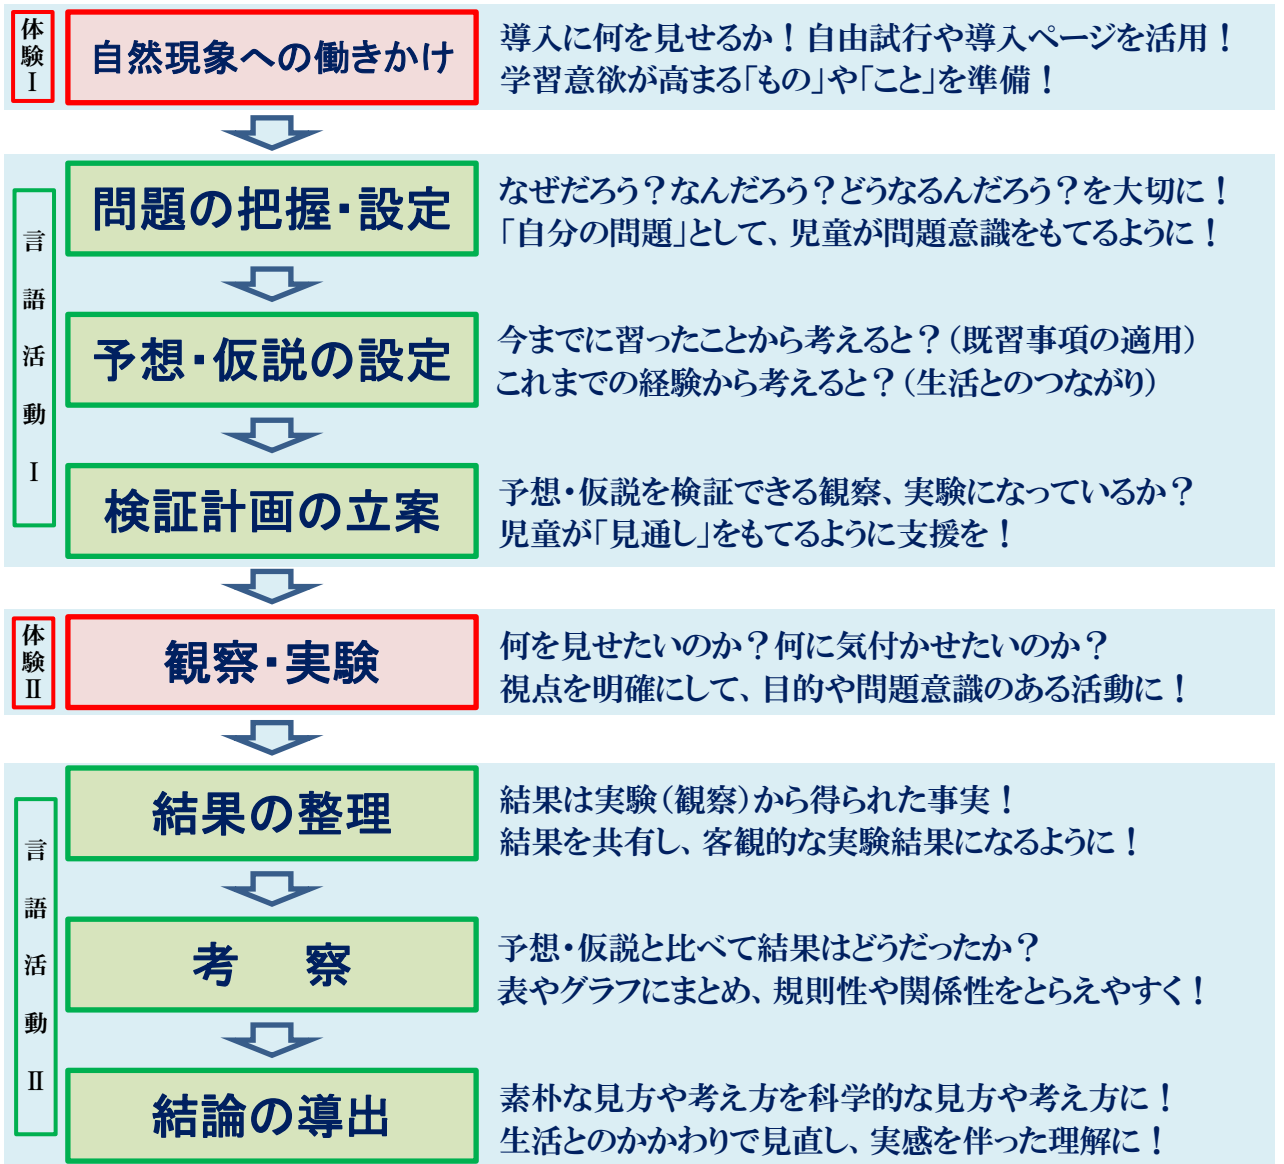 体験Ⅰ
自然現象への働きかけ
導入に何を見せるか！自由試行や導入ページを活用！
学習意欲が高まる「もの」や「こと」を準備！
言語活動Ⅰ
問題の把握・設定
なぜだろう？なんだろう？どうなるんだろう？を大切に！
「自分の問題」として、児童が問題意識をもてるように！
予想・仮説の設定
今までに習ったことから考えると？（既習事項の適用）
これまでの経験から考えると？（生活とのつながり）
検証計画の立案
予想・仮説を検証できる観察、実験になっているか？
児童が「見通し」をもてるように支援を！
体験Ⅱ
観察・実験
何を見せたいのか？何に気付かせたいのか？
視点を明確にして、目的や問題意識のある活動に！
言語活動Ⅱ
結果の整理
結果は実験（観察）から得られた事実！
結果を共有し、客観的な実験結果になるように！
考　察
予想・仮説と比べて結果はどうだったか？
表やグラフにまとめ、規則性や関係性をとらえやすく！
結論の導出
素朴な見方や考え方を科学的な見方や考え方に！
生活とのかかわりで見直し、実感を伴った理解に！